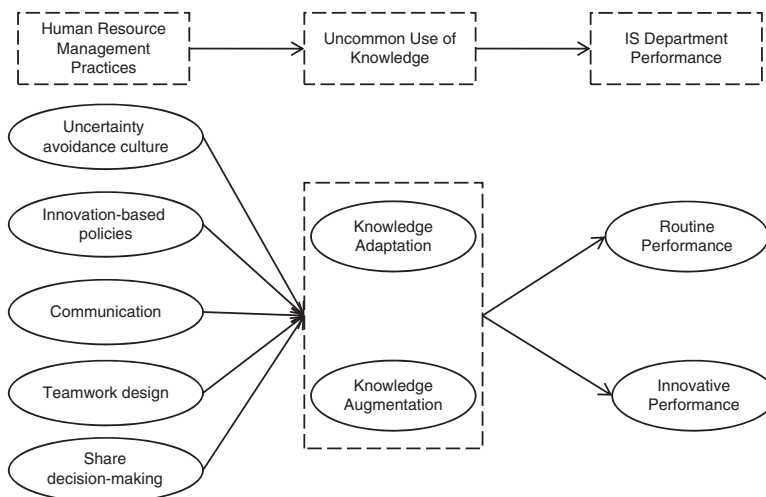 Human Resource
Management
Practices
Uncommon Use of
Knowledge
IS Department
Performance
Uncertainty
avoidance culture
Innovation-based
policies
Communication
Teamwork design
Share
decision-making
Knowledge
Adaptation
Knowledge
Augmentation
Routine
Performance
Innovative
Performance